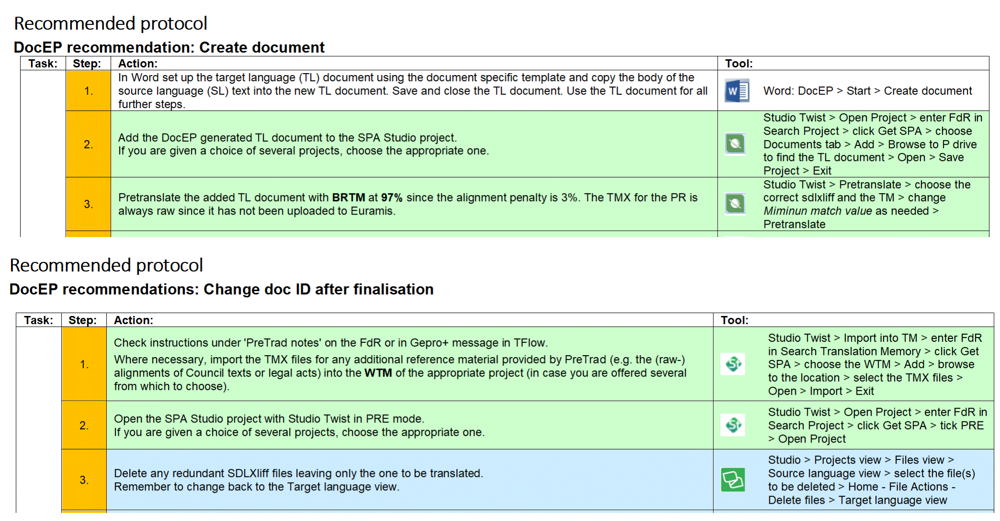 Recommended protocol
DocEP recommendation: Create document
Task: Step: Action: Tool:
1.
In Word set up the target language (TL) document using the document specific template and copy the body of the
source language (SL) text into the new TL document. Save and close the TL document. Use the TL document for all
further steps.
W
Word: DocEP > Start > Create document
2.
Add the DocEP generated TL document to the SPA Studio project.
If you are given a choice of several projects, choose the appropriate one.
Studio Twist > Open Project > enter FdR in
Search Project > click Get SPA > choose
Documents tab > Add > Browse to P drive
to find the TL document > Open > Save
Project > Exit
3.
Pretranslate the added TL document with BRTM at 97% since the alignment penalty is 3%. The TMX for the PR is
always raw since it has not been uploaded to Euramis.
Studio Twist > Pretranslate > choose the
correct sdlxliff and the TM > change
Miminun match value as needed >
Pretranslate
Recommended protocol
DocEP recommendations: Change doc ID after finalisation
Task: Step: Action: Tool:
1.
Check instructions under 'PreTrad notes' on the FdR or in Gepro+ message in TFlow.
Where necessary, import the TMX files for any additional reference material provided by PreTrad (e.g. the (raw-)
alignments of Council texts or legal acts) into the WTM of the appropriate project (in case you are offered several
from which to choose).
St
Studio Twist > Import into TM > enter FdR
in Search Translation Memory > click Get
SPA > choose the WTM > Add > browse
to the location > select the TMX files >
Open > Import > Exit
2.
Open the SPA Studio project with Studio Twist in PRE mode.
If you are given a choice of several projects, choose the appropriate one.
St
Studio Twist > Open Project > enter FdR in
Search Project > click Get SPA > tick PRE
> Open Project
3.
Delete any redundant SDLXliff files leaving only the one to be translated.
Remember to change back to the Target language view.
Studio > Projects view > Files view >
Source language view > select the file(s)
to be deleted > Home - File Actions -
Delete files > Target language view